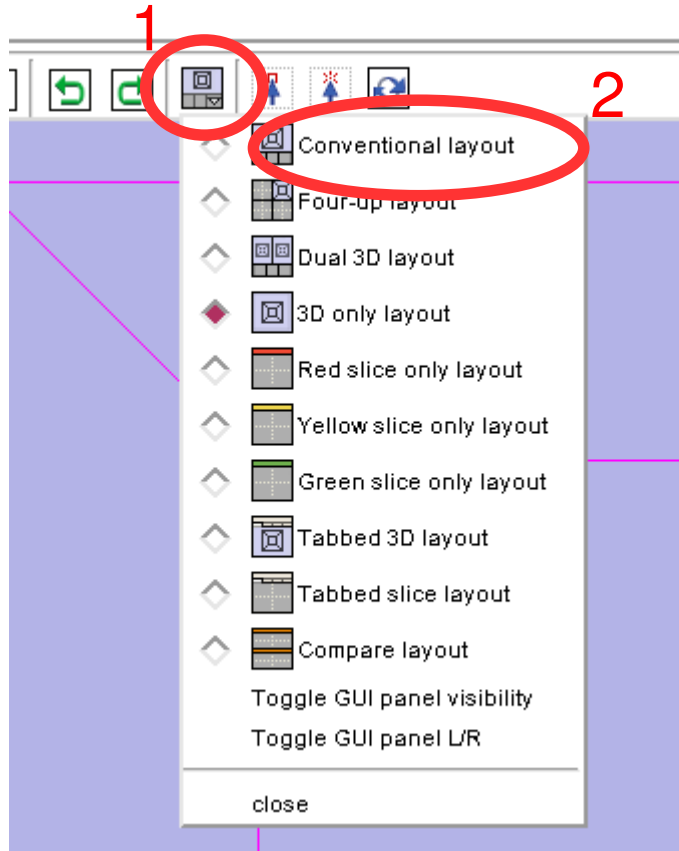 1
2
Conventional layout
Four-up layout
Dual 3D layout
3D only layout
Red slice only layout
Yellow slice only layout
Green slice only layout
Tabbed 3D layout
Tabbed slice layout
Compare layout
Toggle GUI panel visibility
Toggle GUI panel L/R
close